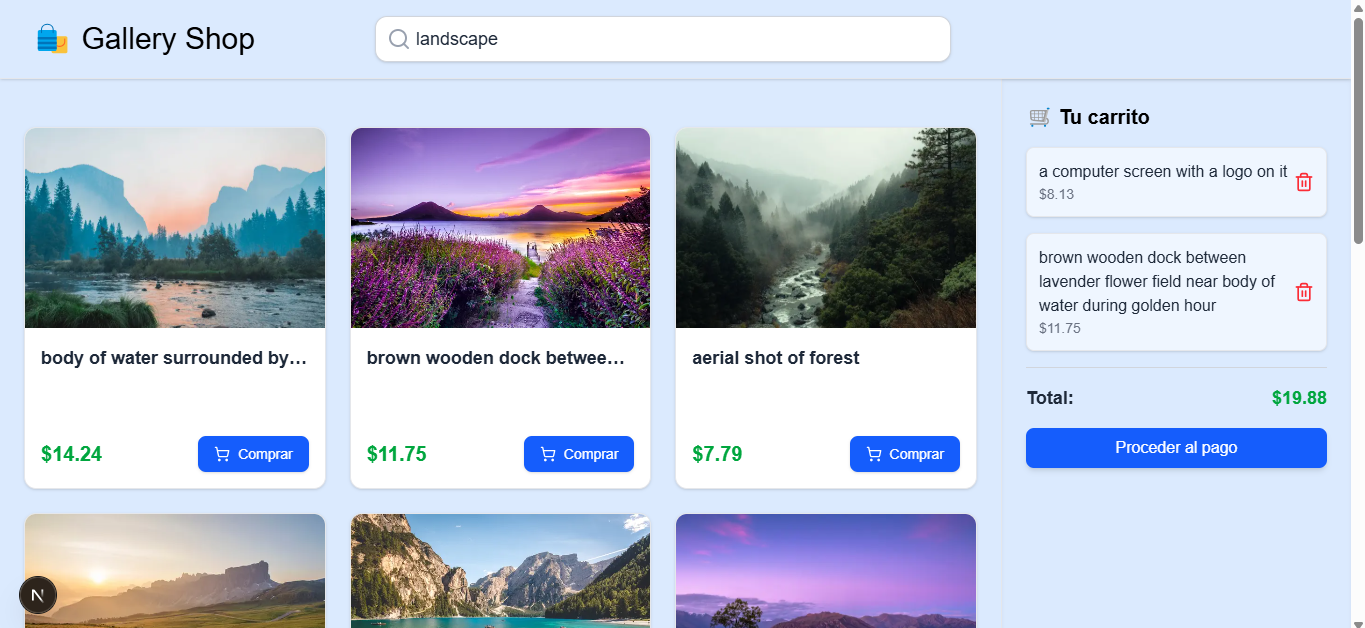 Gallery Shop
landscape
🛒 Tu carrito
a computer screen with a logo on it
$8.13
brown wooden dock between
lavender flower field near body of
water during golden hour
$11.75
Total: $19.88
Proceder al pago
body of water surrounded by…
$14.24 Comprar
brown wooden dock betwee…
$11.75 Comprar
aerial shot of forest
$7.79 Comprar
N